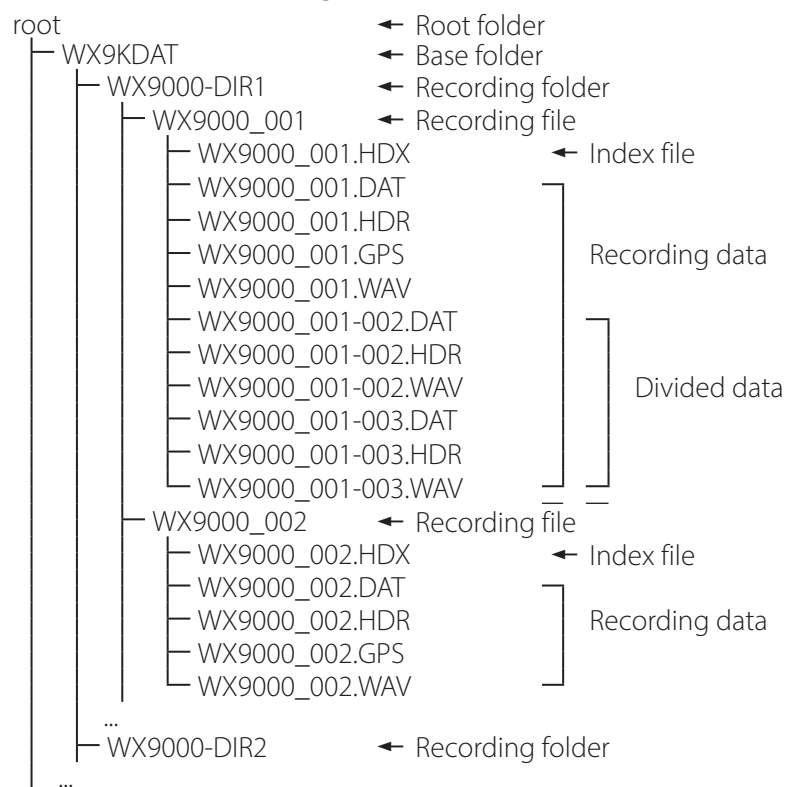 root ← Root folder
WX9KDAT ← Base folder
WX9000-DIR1 ← Recording folder
WX9000_001 ← Recording file
WX9000_001.HDX ← Index file
WX9000_001.DAT
WX9000_001.HDR
WX9000_001.GPS Recording data
WX9000_001.WAV
WX9000_001-002.DAT
WX9000_001-002.HDR
WX9000_001-002.WAV Divided data
WX9000_001-003.DAT
WX9000_001-003.HDR
WX9000_001-003.WAV
WX9000_002 ← Recording file
WX9000_002.HDX ← Index file
WX9000_002.DAT
WX9000_002.HDR Recording data
WX9000_002.GPS
WX9000_002.WAV
...
WX9000-DIR2 ← Recording folder
...